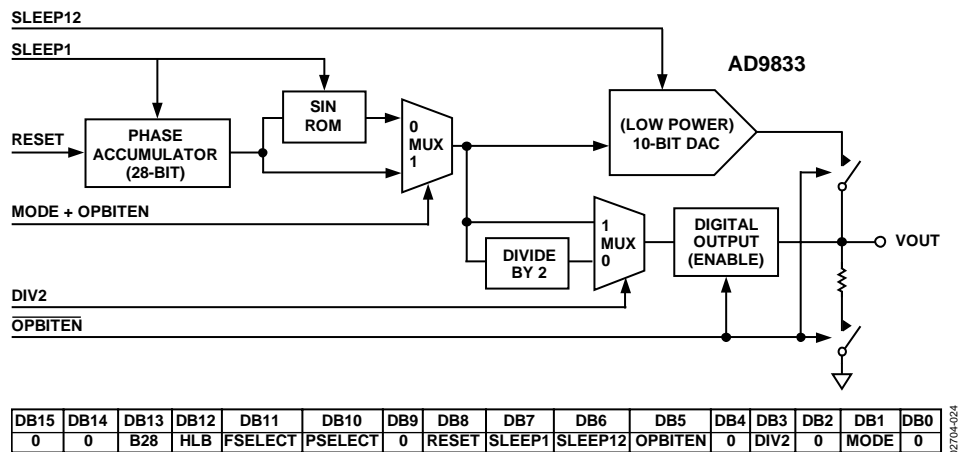 SLEEP12
SLEEP1
AD9833
RESET
PHASE
ACCUMULATOR
(28-BIT)
SIN
ROM
0
MUX
1
(LOW POWER)
10-BIT DAC
MODE + OPBITEN
1
MUX
0
DIVIDE
BY 2
DIGITAL
OUTPUT
(ENABLE)
VOUT
DIV2
OPBITEN
DB15 DB14 DB13 DB12 DB11 DB10 DB9 DB8 DB7 DB6 DB5 DB4 DB3 DB2 DB1 DB0
0 0 B28 HLB FSELECT PSELECT 0 RESET SLEEP1 SLEEP12 OPBITEN 0 DIV2 0 MODE 0
02704-024